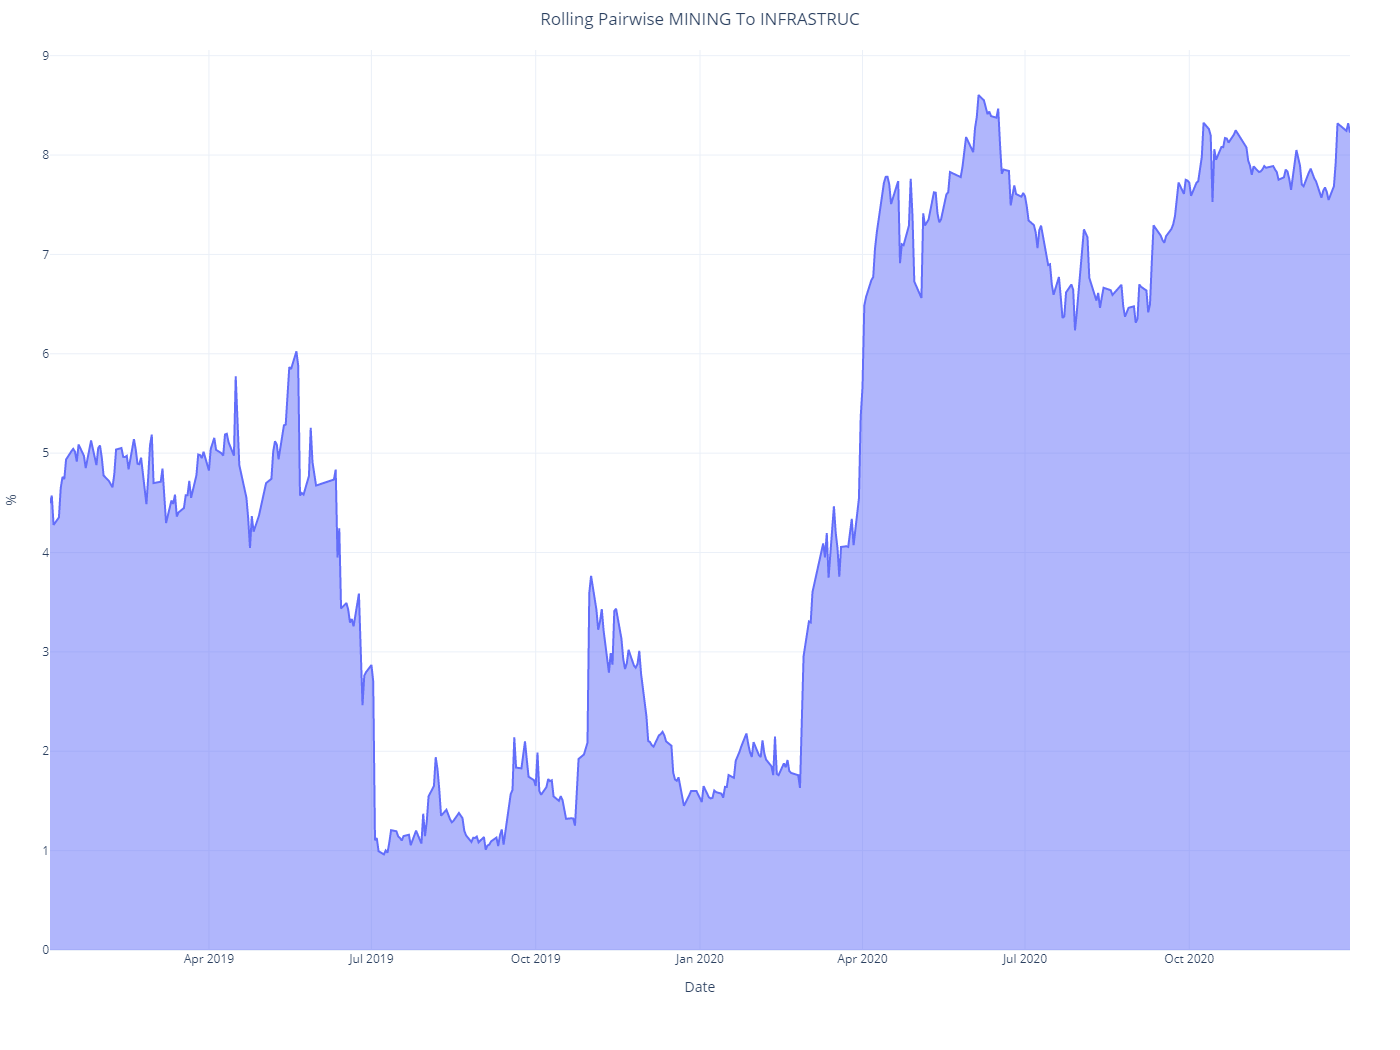 Rolling Pairwise MINING To INFRASTRUC
9
8
7
6
5
4
3
2
1
0
%
Apr 2019
Jul 2019
Oct 2019
Jan 2020
Apr 2020
Jul 2020
Oct 2020
Date